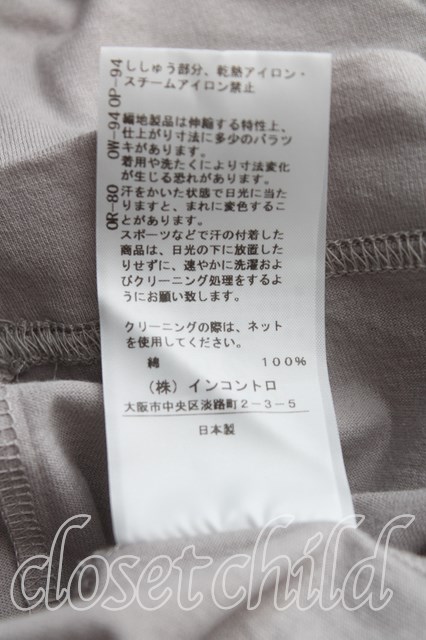 ししゅう部分、乾熱アイロン・
スチームアイロン禁止
編地製品は伸縮する特性上、
仕上がり寸法に多少のバラツ
キがあります。
着用や洗たくにより寸法変化
が生じる恐れがあります。
汗をかいた状態で日光に当た
りますと、まれに変色するこ
とがあります。
スポーツなどで汗の付着した
商品は、日光の下に放置した
りせずに、速やかに洗濯およ
びクリーニング処理をするよ
うにお願い致します。
クリーニングの際は、ネット
を使用してください。
綿 100%
(株)インコントロ
大阪市中央区淡路町2-3-5
日本製
OR-80 OW-94 OP-94
closet child